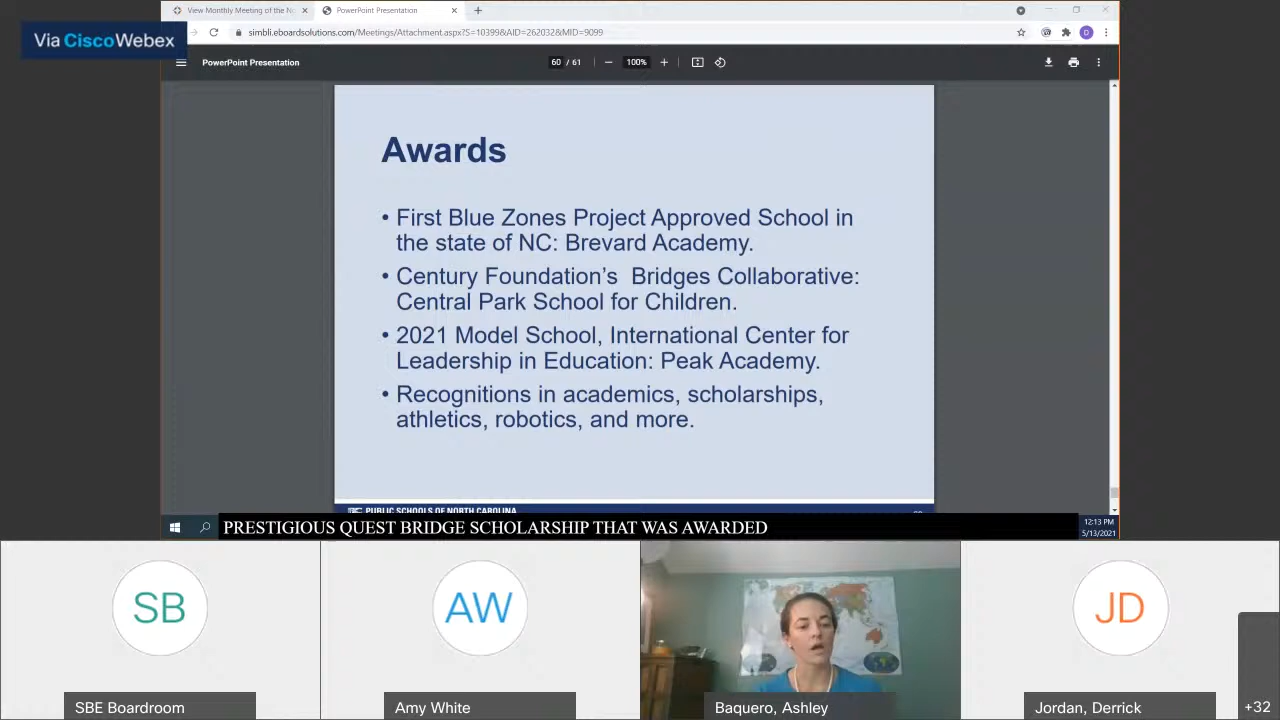 View Monthly Meeting of the N
PowerPoint Presentation
Via Cisco Webex
simbli.eboardsolutions.com/Meetings/Attachment.aspx?S=10399&AID=262032&MID=9099
D
PowerPoint Presentation
60 / 61
100%
Awards
• First Blue Zones Project Approved School in
the state of NC: Brevard Academy.
• Century Foundation’s  Bridges Collaborative:
Central Park School for Children.
• 2021 Model School, International Center for
Leadership in Education: Peak Academy.
• Recognitions in academics, scholarships,
athletics, robotics, and more.
PUBLIC SCHOOLS OF NORTH CAROLINA
PRESTIGIOUS QUEST BRIDGE SCHOLARSHIP THAT WAS AWARDED
12:13 PM
5/13/2021
SB
AW
JD
SBE Boardroom
Amy White
Baquero, Ashley
Jordan, Derrick
+32